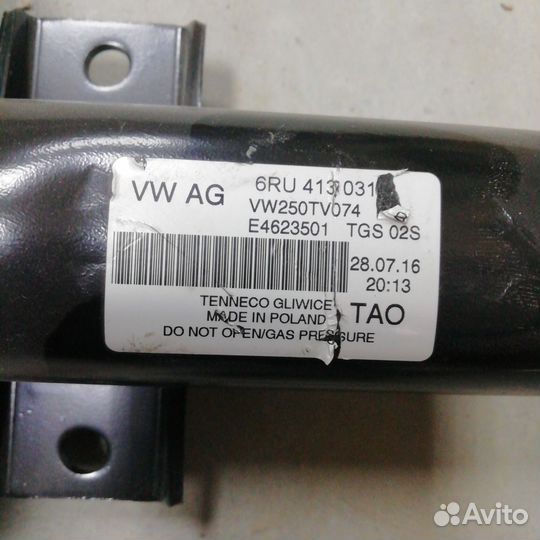 VW AG
6RU 413 031
VW250TV074
E4623501 TGS 02S
28.07.16
20:13
TENNECO GLIWICE
MADE IN POLAND
TAO
DO NOT OPEN/GAS PRESSURE
Avito